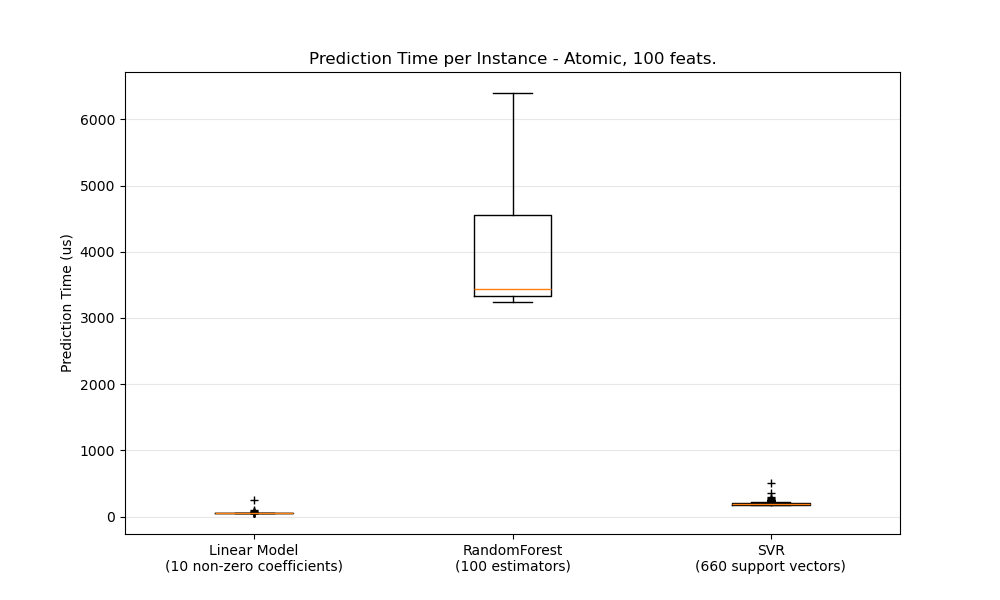 Prediction Time per Instance - Atomic, 100 feats.
Prediction Time (us)
6000
5000
4000
3000
2000
1000
0
Linear Model
(10 non-zero coefficients)
RandomForest
(100 estimators)
SVR
(660 support vectors)